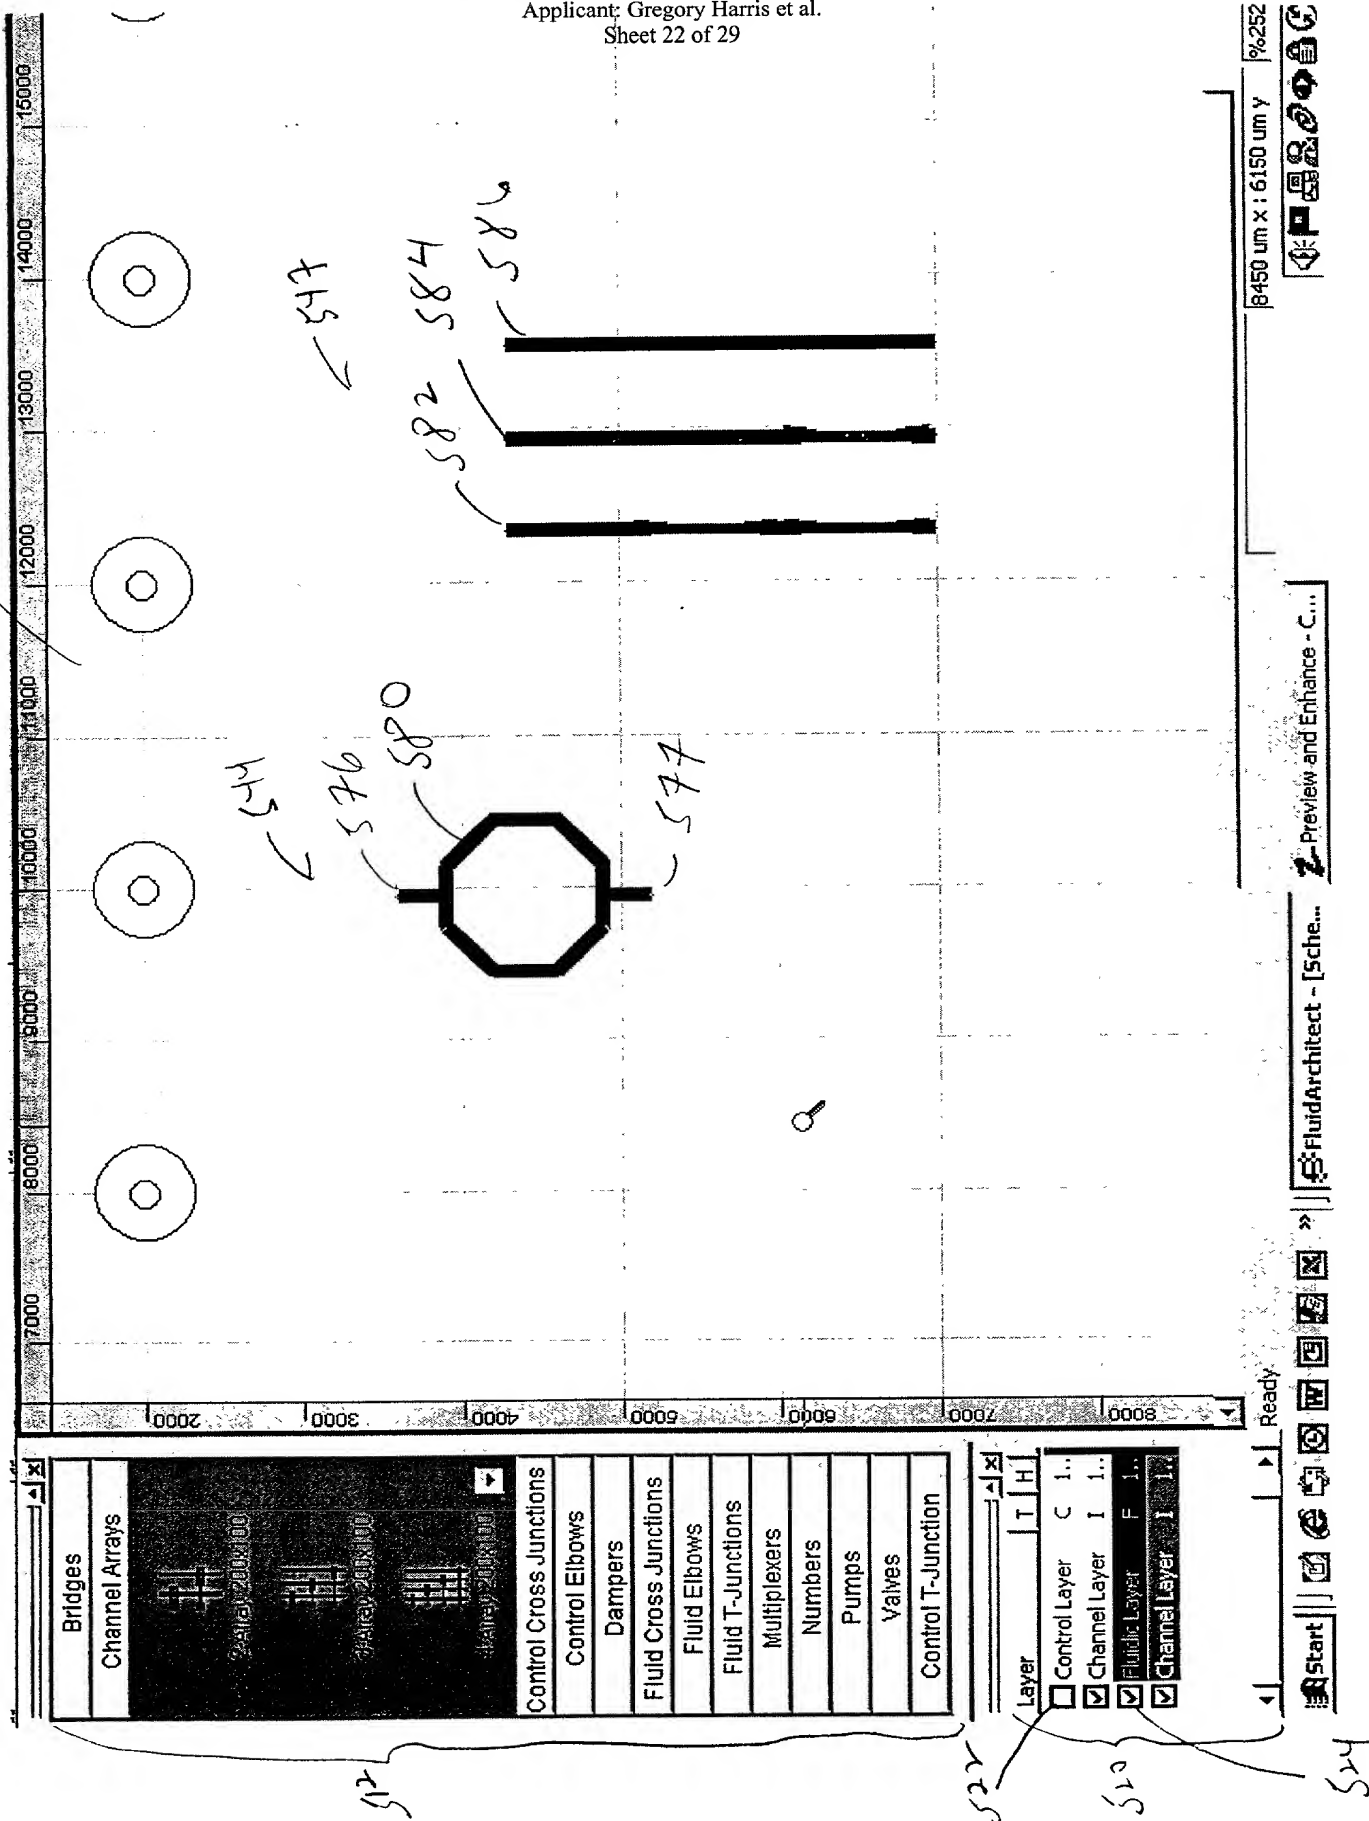 Applicant: Gregory Harris et al.
Sheet 22 of 29
7000
8000
9000
10000
11000
12000
13000
14000
15000
2000
3000
4000
5000
6000
7000
8000
544
576
580
577
547
582
584
586
Bridges
Channel Arrays
Control Cross Junctions
Control Elbows
Dampers
Fluid Cross Junctions
Fluid Elbows
Fluid T-Junctions
Multiplexers
Numbers
Pumps
Valves
Control T-Junction
512
Layer T H
Control Layer C 1..
Channel Layer I 1..
Fluidic Layer F 1..
Channel Layer I 1..
522
520
524
Ready
8450 um x : 6150 um y
%252
Start
FluidArchitect - [Sche...
Preview and Enhance - C...